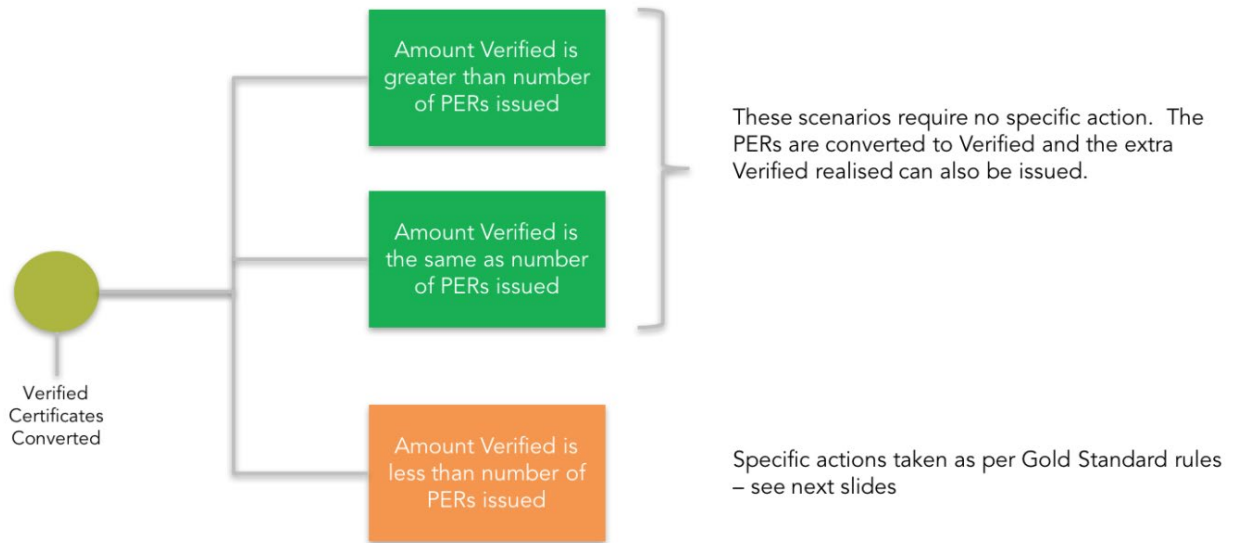 Amount Verified is
greater than number
of PERs issued
These scenarios require no specific action. The
PERs are converted to Verified and the extra
Verified realised can also be issued.
Amount Verified is
the same as number
of PERs issued
Verified
Certificates
Converted
Amount Verified is
less than number of
PERs issued
Specific actions taken as per Gold Standard rules
– see next slides